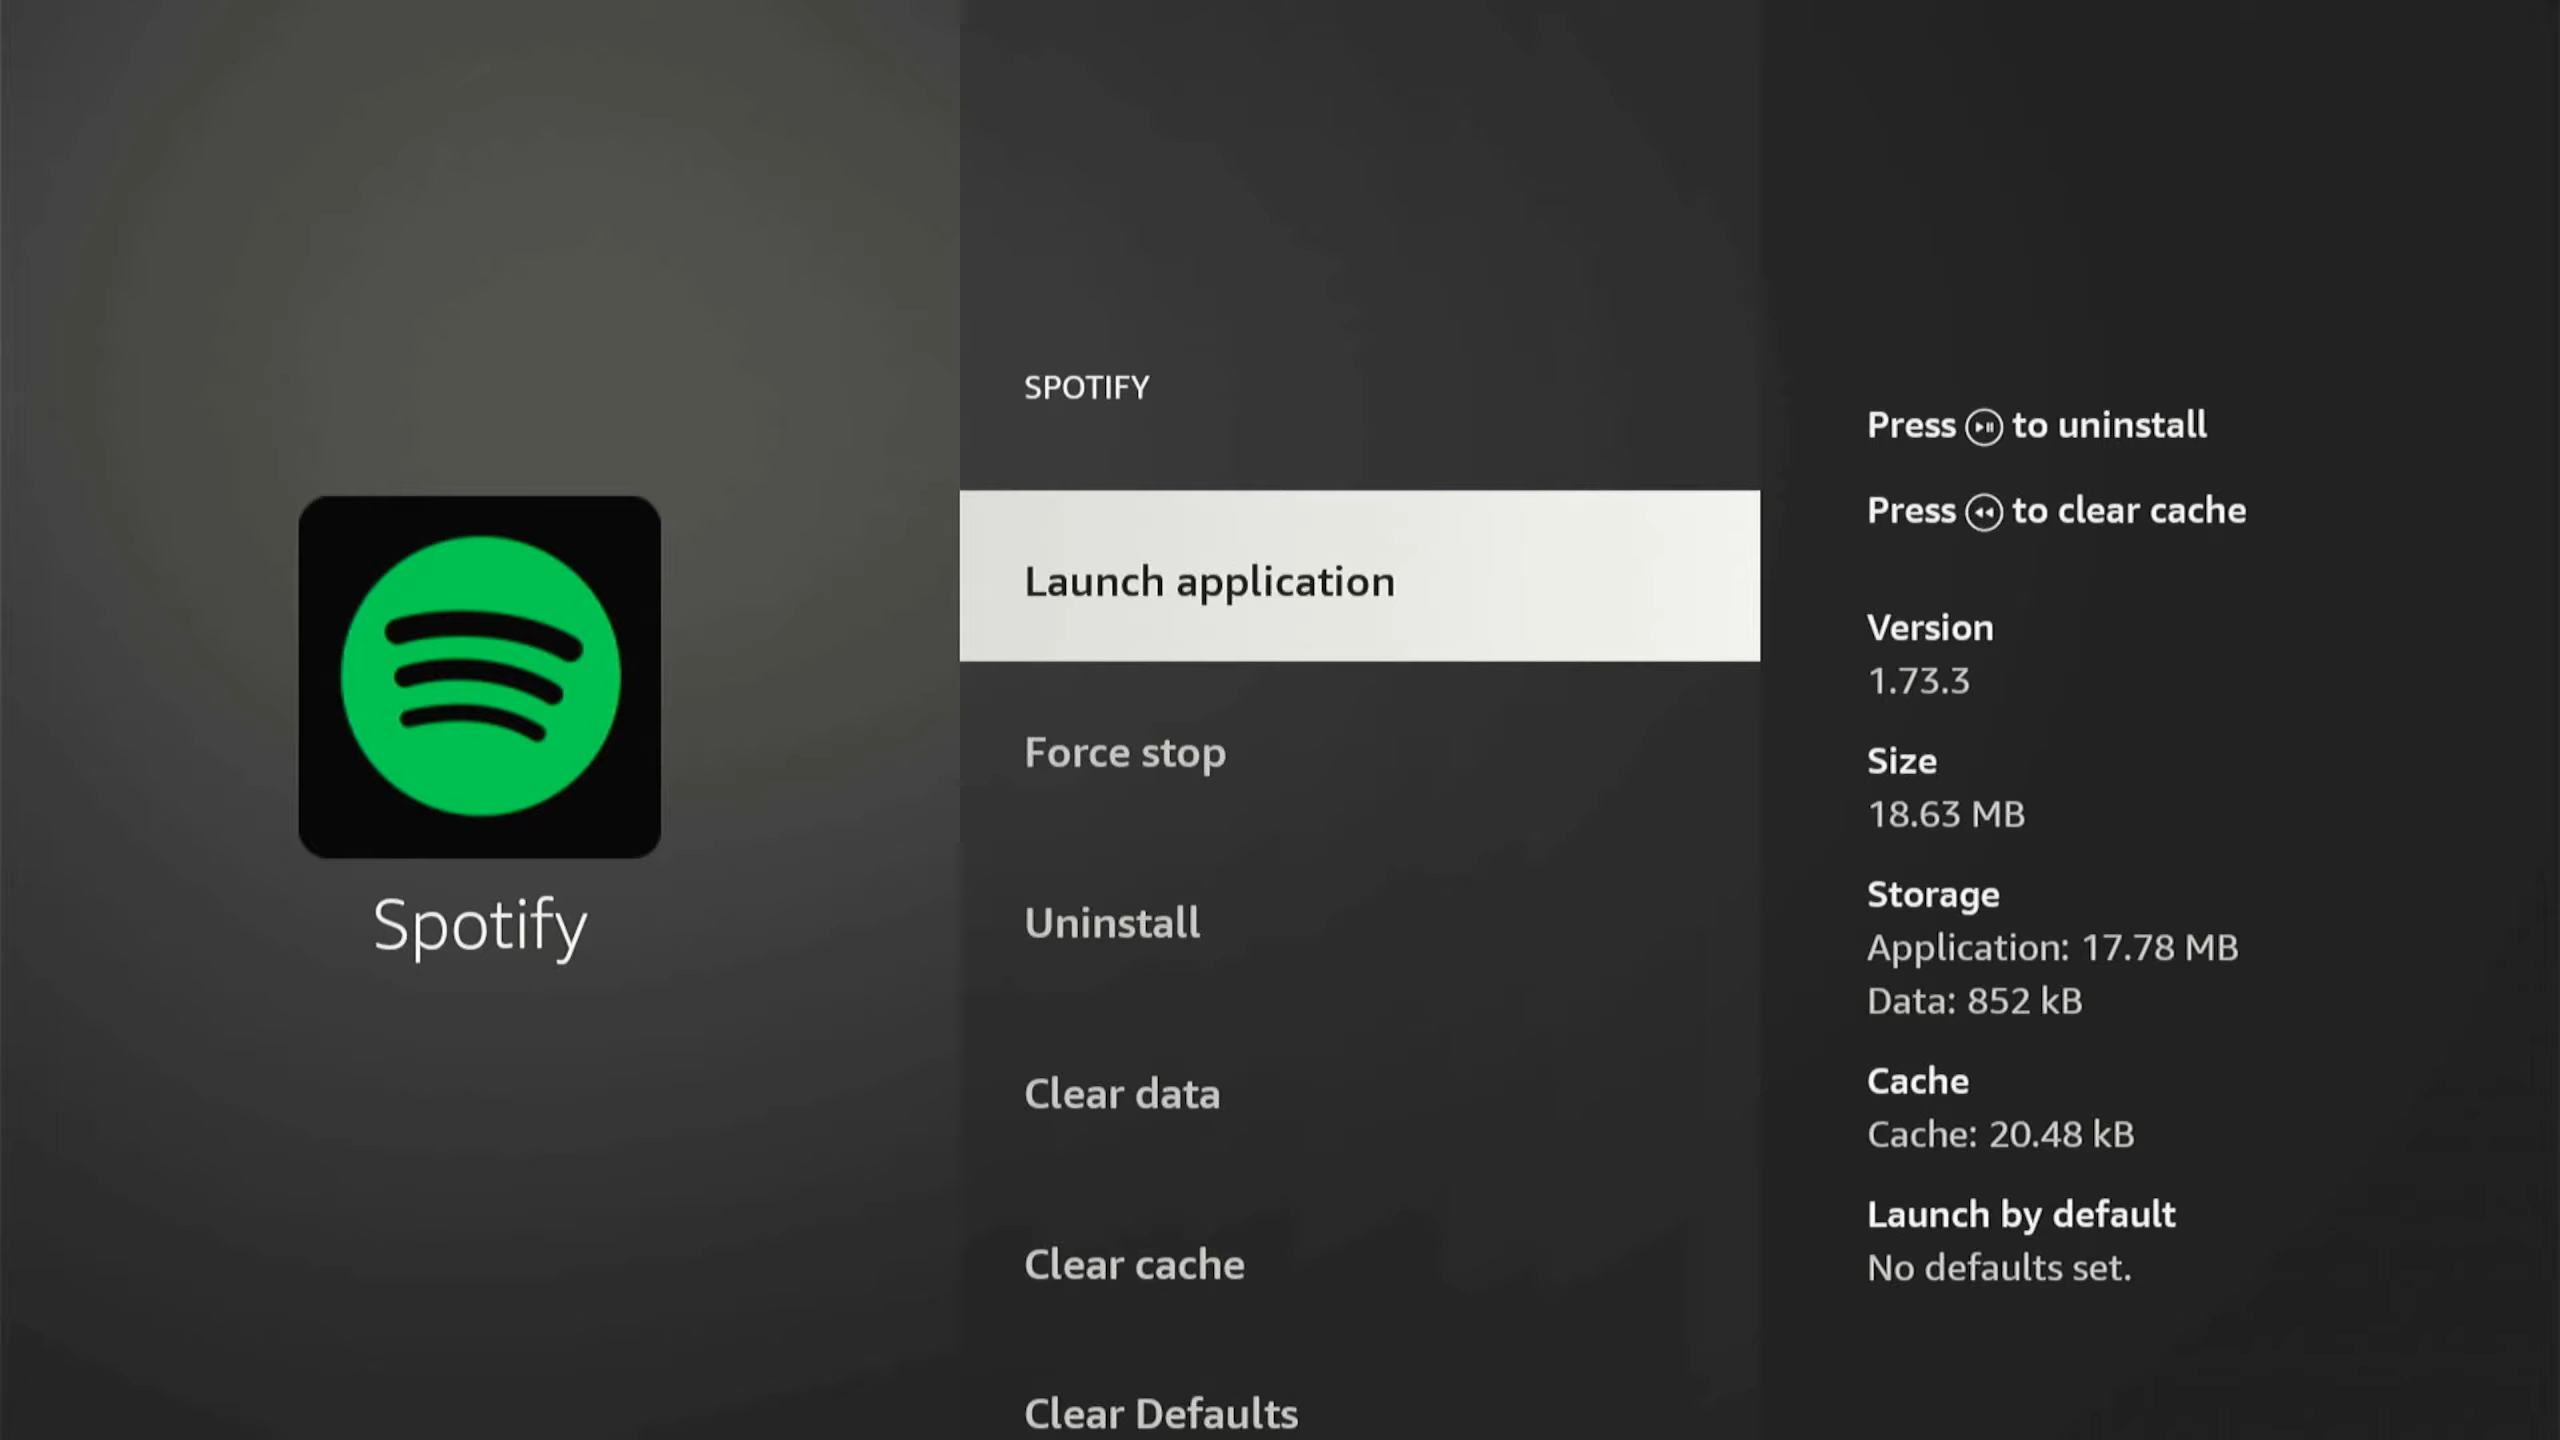 Spotify
SPOTIFY
Launch application
Force stop
Uninstall
Clear data
Clear cache
Clear Defaults
Press to uninstall
Press to clear cache
Version
1.73.3
Size
18.63 MB
Storage
Application: 17.78 MB
Data: 852 kB
Cache
Cache: 20.48 kB
Launch by default
No defaults set.